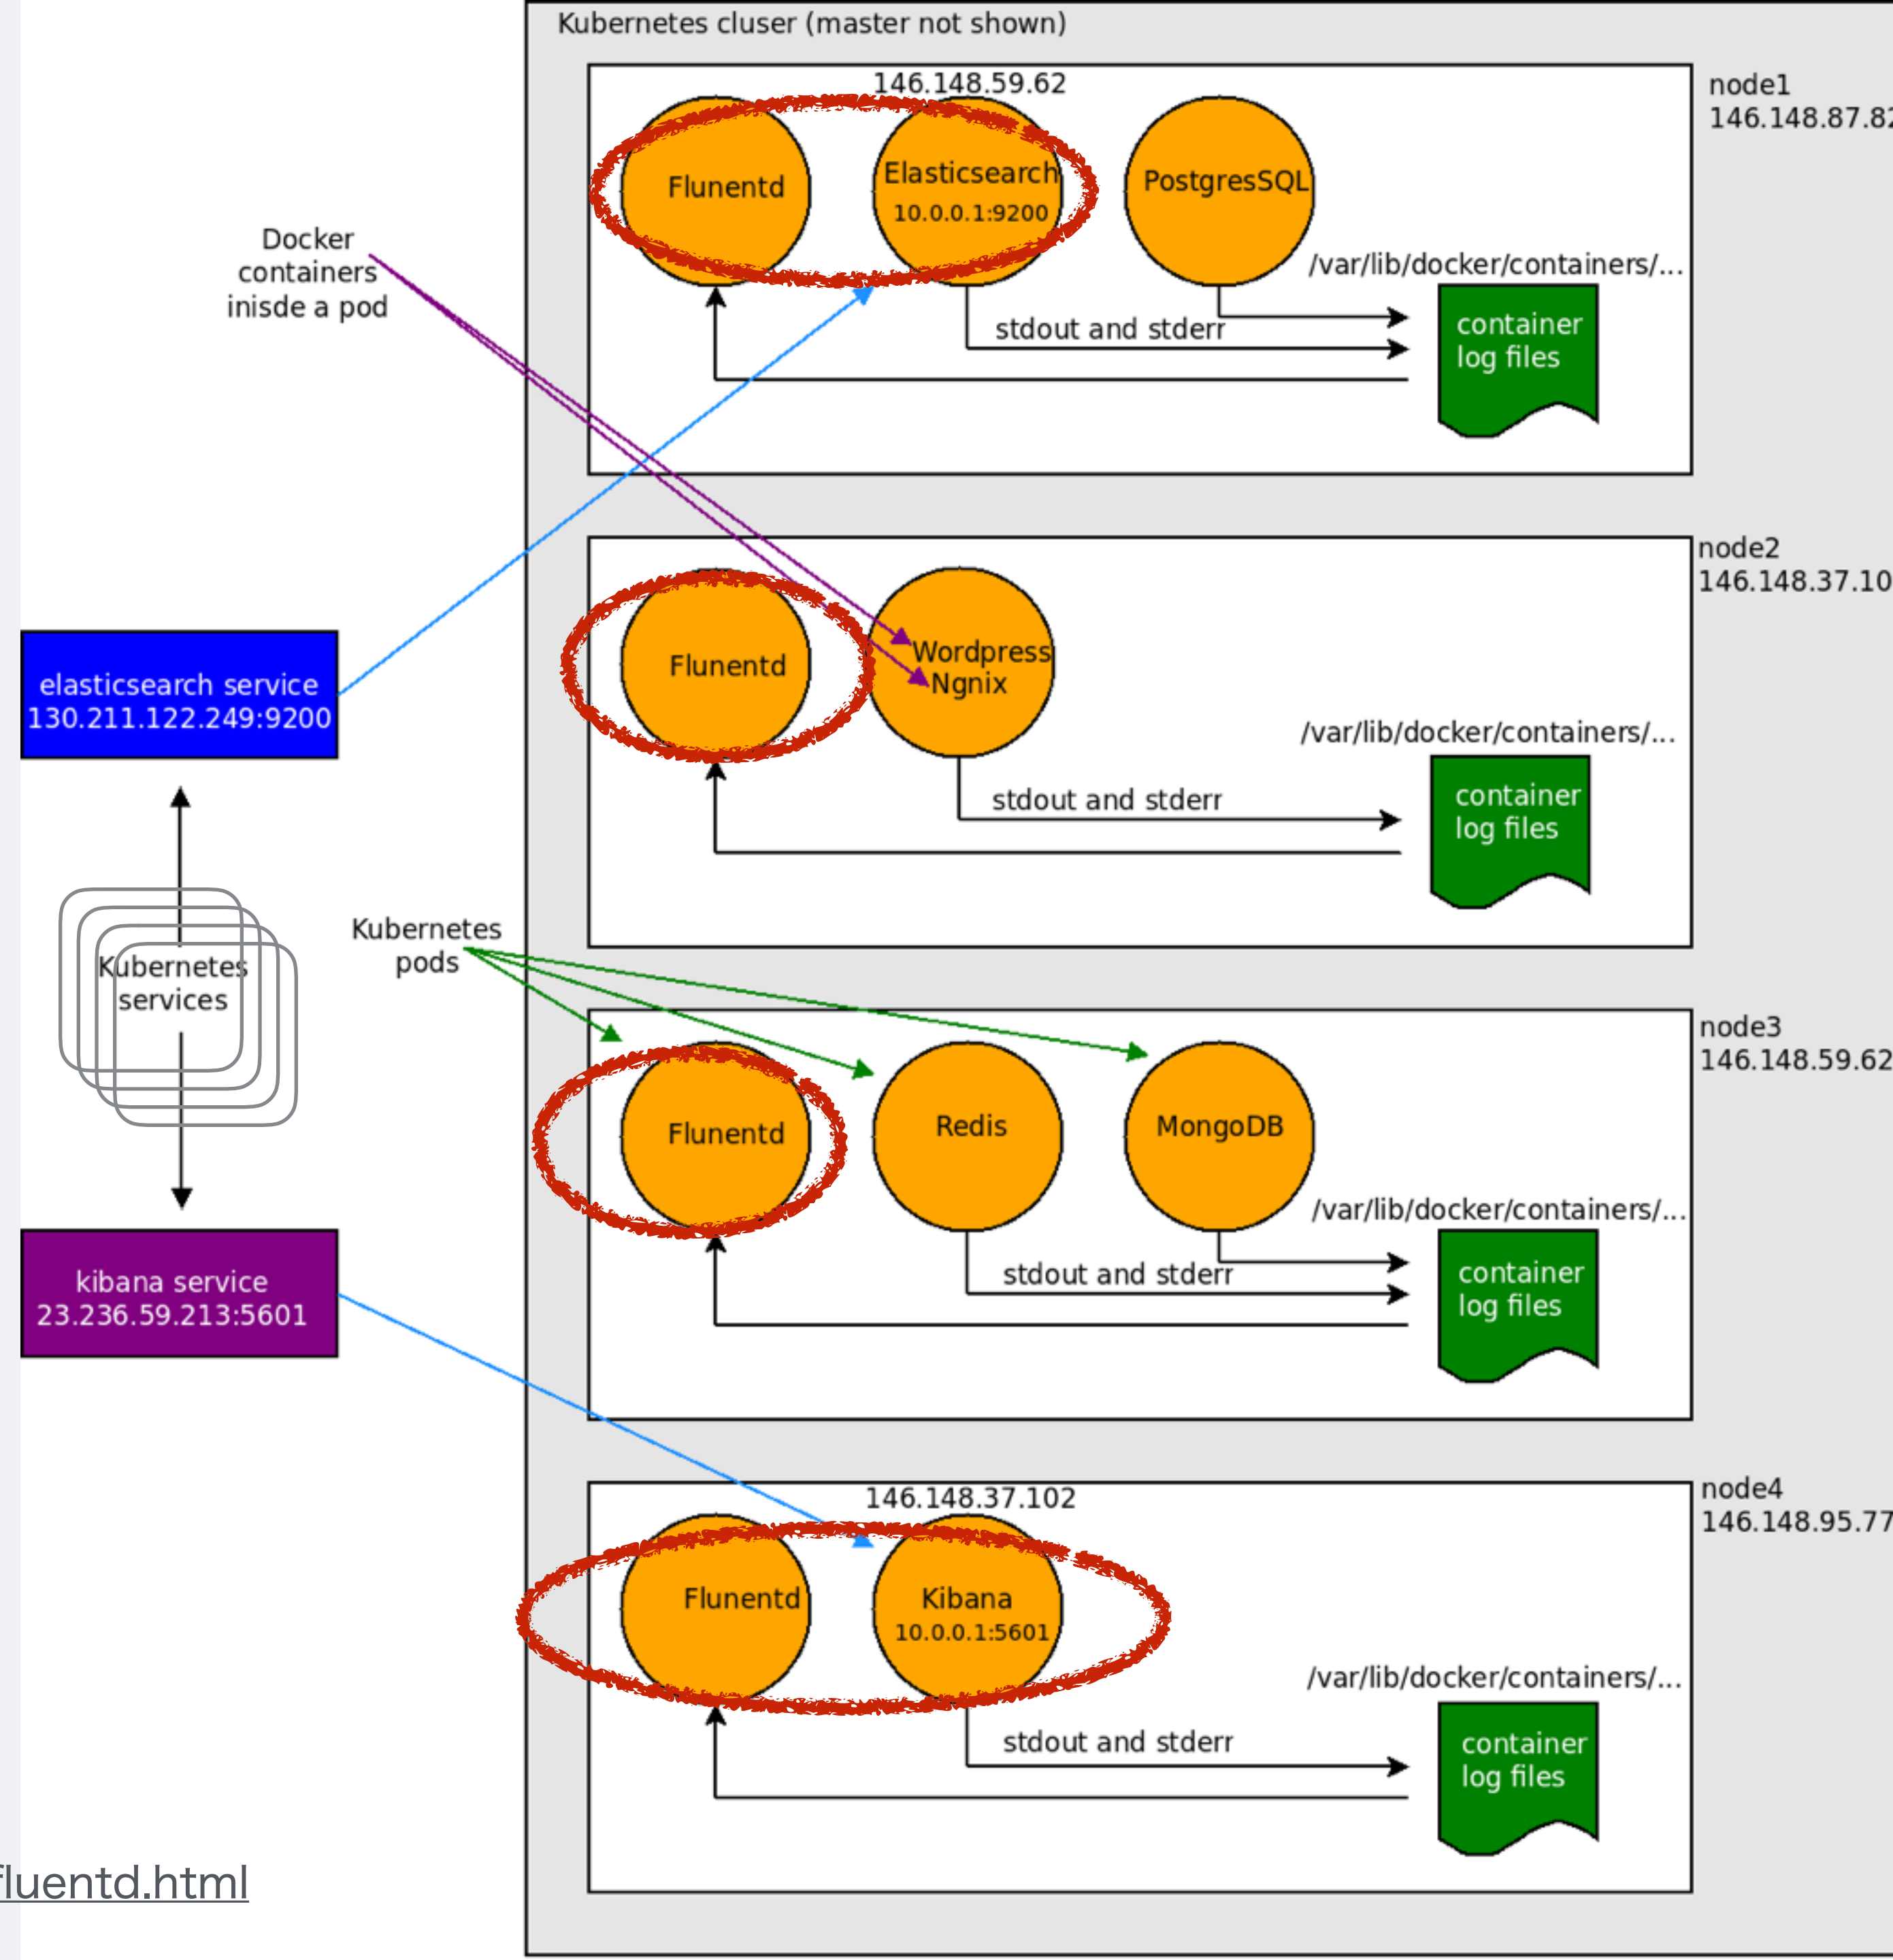 Kubernetes cluser (master not shown)
146.148.59.62
node1
146.148.87.82
Flunentd
Elasticsearch
10.0.0.1:9200
PostgresSQL
/var/lib/docker/containers/...
stdout and stderr
container
log files
Docker
containers
inisde a pod
node2
146.148.37.10
Flunentd
Wordpress
Ngnix
/var/lib/docker/containers/...
stdout and stderr
container
log files
elasticsearch service
130.211.122.249:9200
Kubernetes
services
Kubernetes
pods
node3
146.148.59.62
Flunentd
Redis
MongoDB
/var/lib/docker/containers/...
stdout and stderr
container
log files
kibana service
23.236.59.213:5601
146.148.37.102
node4
146.148.95.77
Flunentd
Kibana
10.0.0.1:5601
/var/lib/docker/containers/...
stdout and stderr
container
log files
fluentd.html